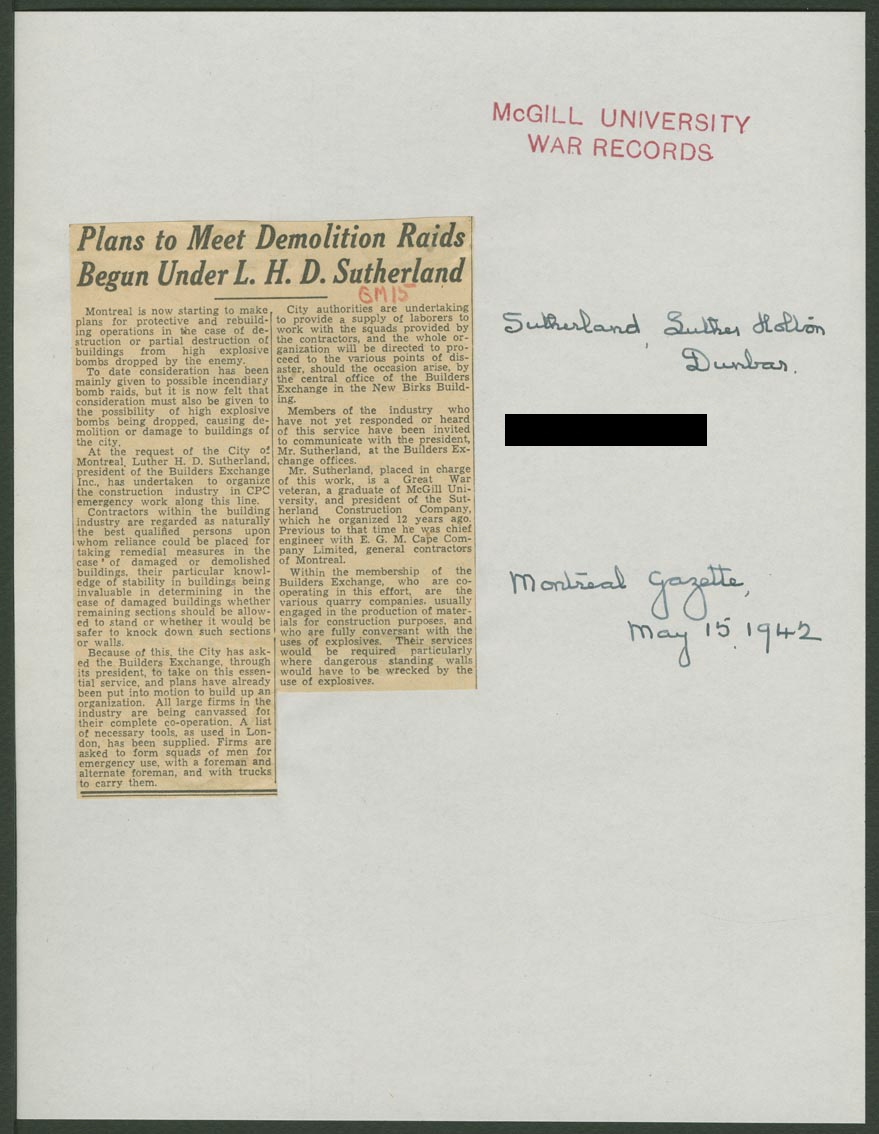 McGILL UNIVERSITY
WAR RECORDS
Plans to Meet Demolition Raids
Begun Under L. H. D. Sutherland
GM15
Montreal is now starting to make
plans for protective and rebuild-
ing operations in the case of de-
struction or partial destruction of
buildings from high explosive
bombs dropped by the enemy.
To date consideration has been
mainly given to possible incendiary
bomb raids, but it is now felt that
consideration must also be given to
the possibility of high explosive
bombs being dropped, causing de-
molition or damage to buildings of
the city.
At the request of the City of
Montreal, Luther H. D. Sutherland,
president of the Builders Exchange
Inc., has undertaken to organize
the construction industry in CPC
emergency work along this line.
Contractors within the building
industry are regarded as naturally
the best qualified persons upon
whom reliance could be placed for
taking remedial measures in the
case of damaged or demolished
buildings, their particular knowl-
edge of stability in buildings being
invaluable in determining in the
case of damaged buildings whether
remaining sections should be allow-
ed to stand or whether it would be
safer to knock down such sections
or walls.
Because of this, the City has ask-
ed the Builders Exchange, through
its president, to take on this essen-
tial service, and plans have already
been put into motion to build up an
organization. All large firms in the
industry are being canvassed for
their complete co-operation. A list
of necessary tools, as used in Lon-
don, has been supplied. Firms are
asked to form squads of men for
emergency use, with a foreman and
alternate foreman, and with trucks
to carry them.
City authorities are undertaking
to provide a supply of laborers to
work with the squads provided by
the contractors, and the whole or-
ganization will be directed to pro-
ceed to the various points of dis-
aster, should the occasion arise, by
the central office of the Builders
Exchange in the New Birks Build-
ing.
Members of the industry who
have not yet responded or heard
of this service have been invited
to communicate with the president,
Mr. Sutherland, at the Builders Ex-
change offices.
Mr. Sutherland, placed in charge
of this work, is a Great War
veteran, a graduate of McGill Uni-
versity, and president of the Sut-
herland Construction Company,
which he organized 12 years ago.
Previous to that time he was chief
engineer with E. G. M. Cape Com-
pany Limited, general contractors
of Montreal.
Within the membership of the
Builders Exchange, who are co-
operating in this effort, are the
various quarry companies, usually
engaged in the production of mater-
ials for construction purposes, and
who are fully conversant with the
uses of explosives. Their services
would be required particularly
where dangerous standing walls
would have to be wrecked by the
use of explosives.
Sutherland, Luther Holton
Dunbar.
Montreal Gazette,
May 15, 1942